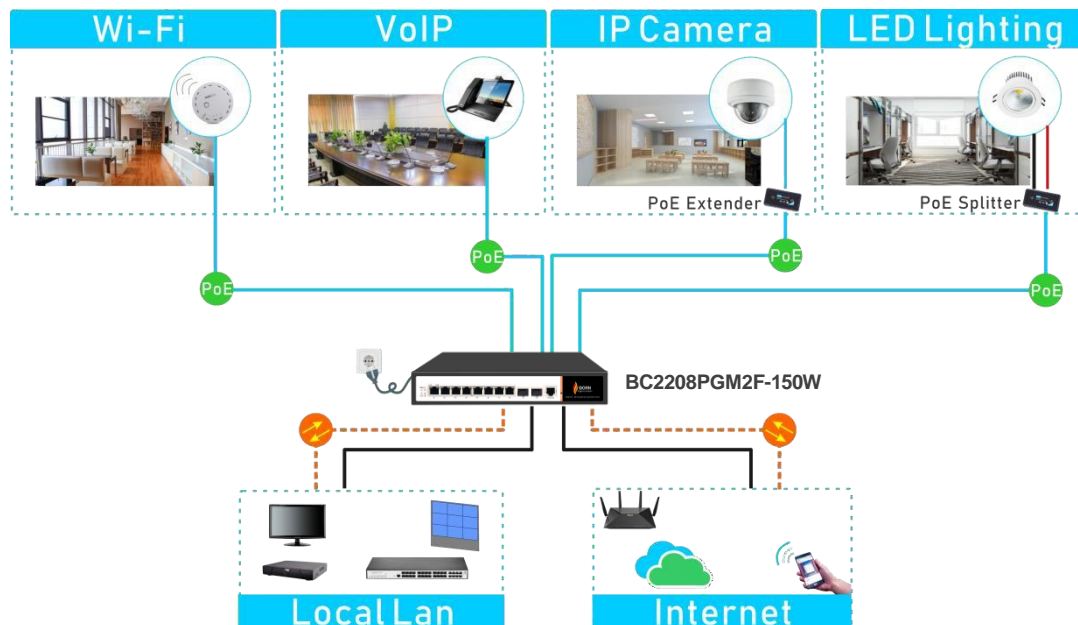 Wi-Fi
VoIP
IP Camera
LED Lighting
PoE Extender
PoE Splitter
PoE
PoE
PoE
PoE
BC2208PGM2F-150W
Local Lan
Internet